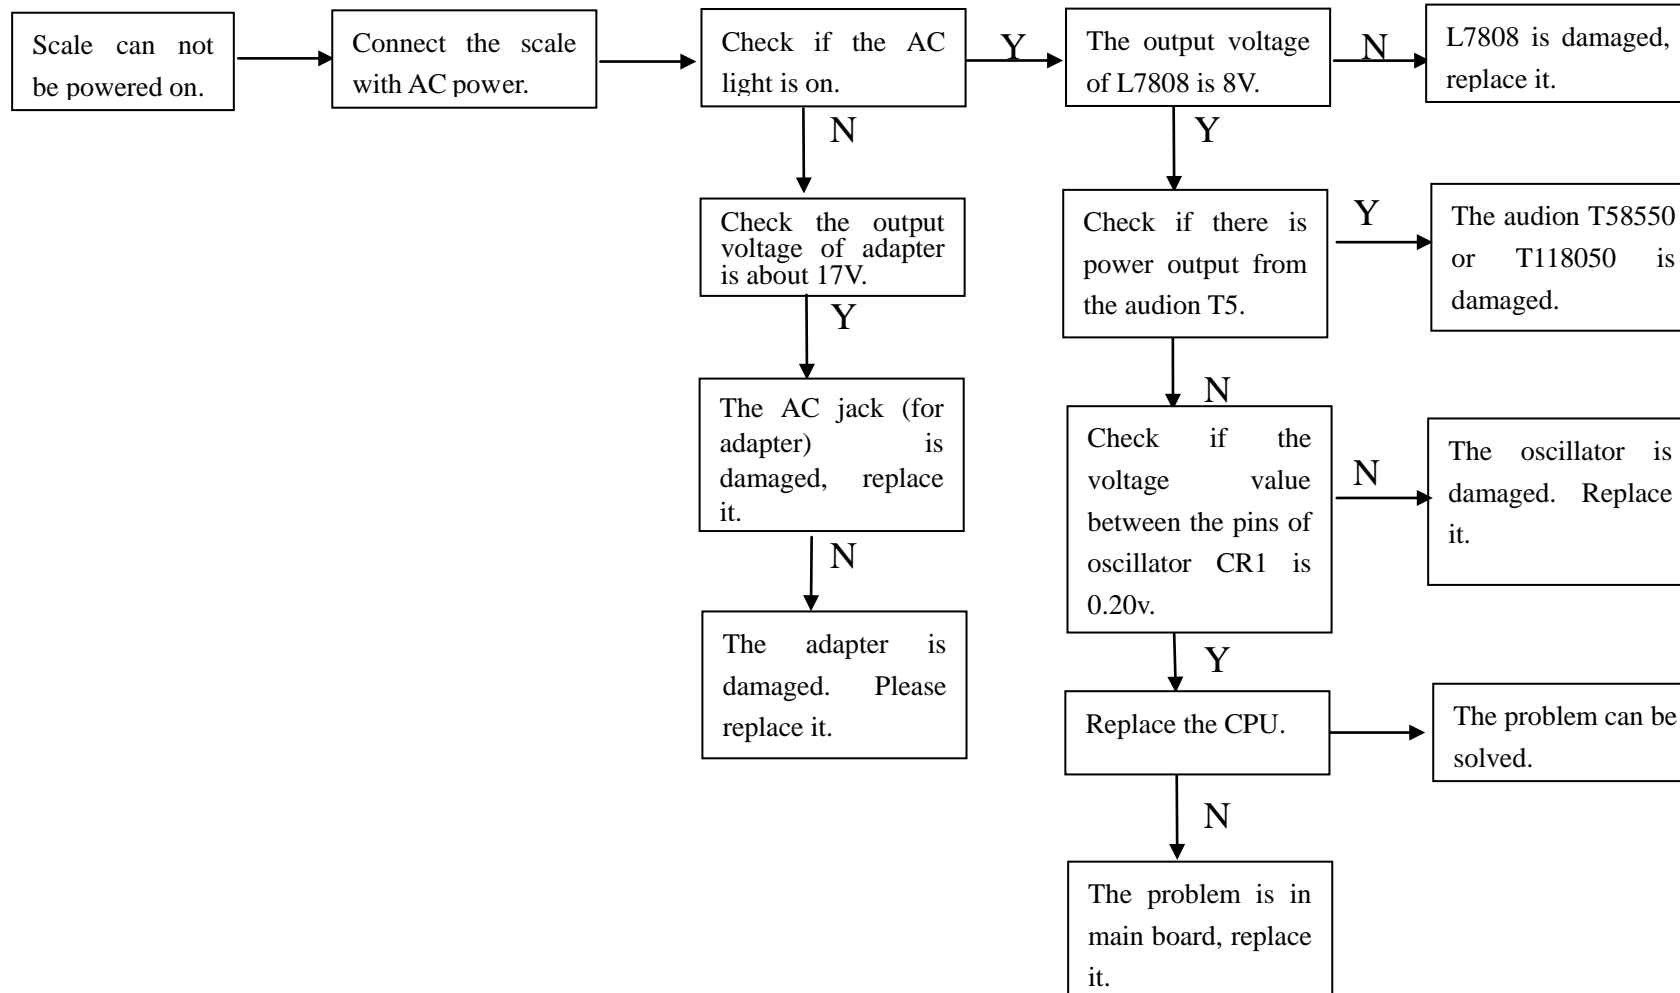 Scale can not
be powered on.
Connect the scale
with AC power.
Check if the AC
light is on.
Y
The output voltage
of L7808 is 8V.
N
L7808 is damaged,
replace it.
N
Y
Check the output
voltage of adapter
is about 17V.
Check if there is
power output from
the audion T5.
Y
The audion T58550
or T118050 is
damaged.
Y
N
The AC jack (for
adapter) is
damaged, replace
it.
Check if the
voltage value
between the pins of
oscillator CR1 is
0.20v.
N
The oscillator is
damaged. Replace
it.
N
Y
The adapter is
damaged. Please
replace it.
Replace the CPU.
The problem can be
solved.
N
The problem is in
main board, replace
it.